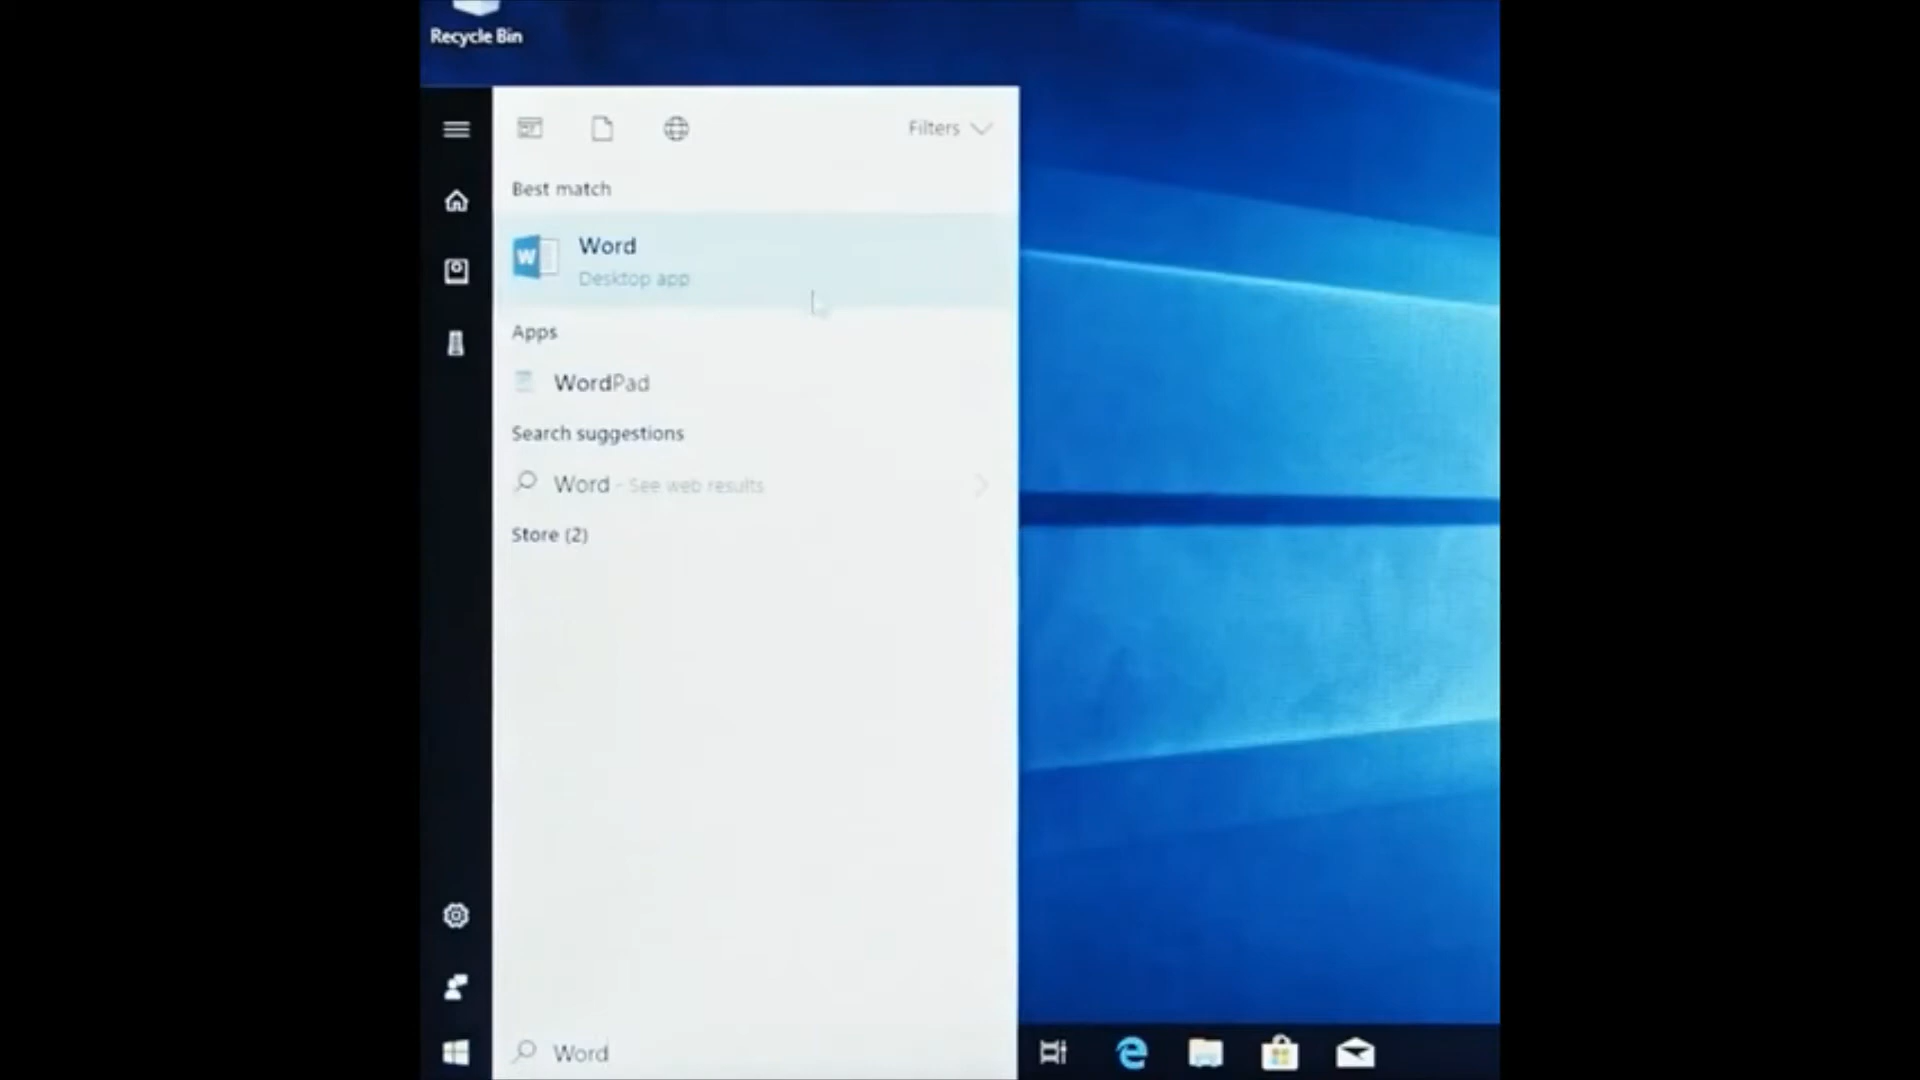 Recycle Bin
Filters
Best match
Word
Desktop app
Apps
WordPad
Search suggestions
Word - See web results
Store (2)
Word